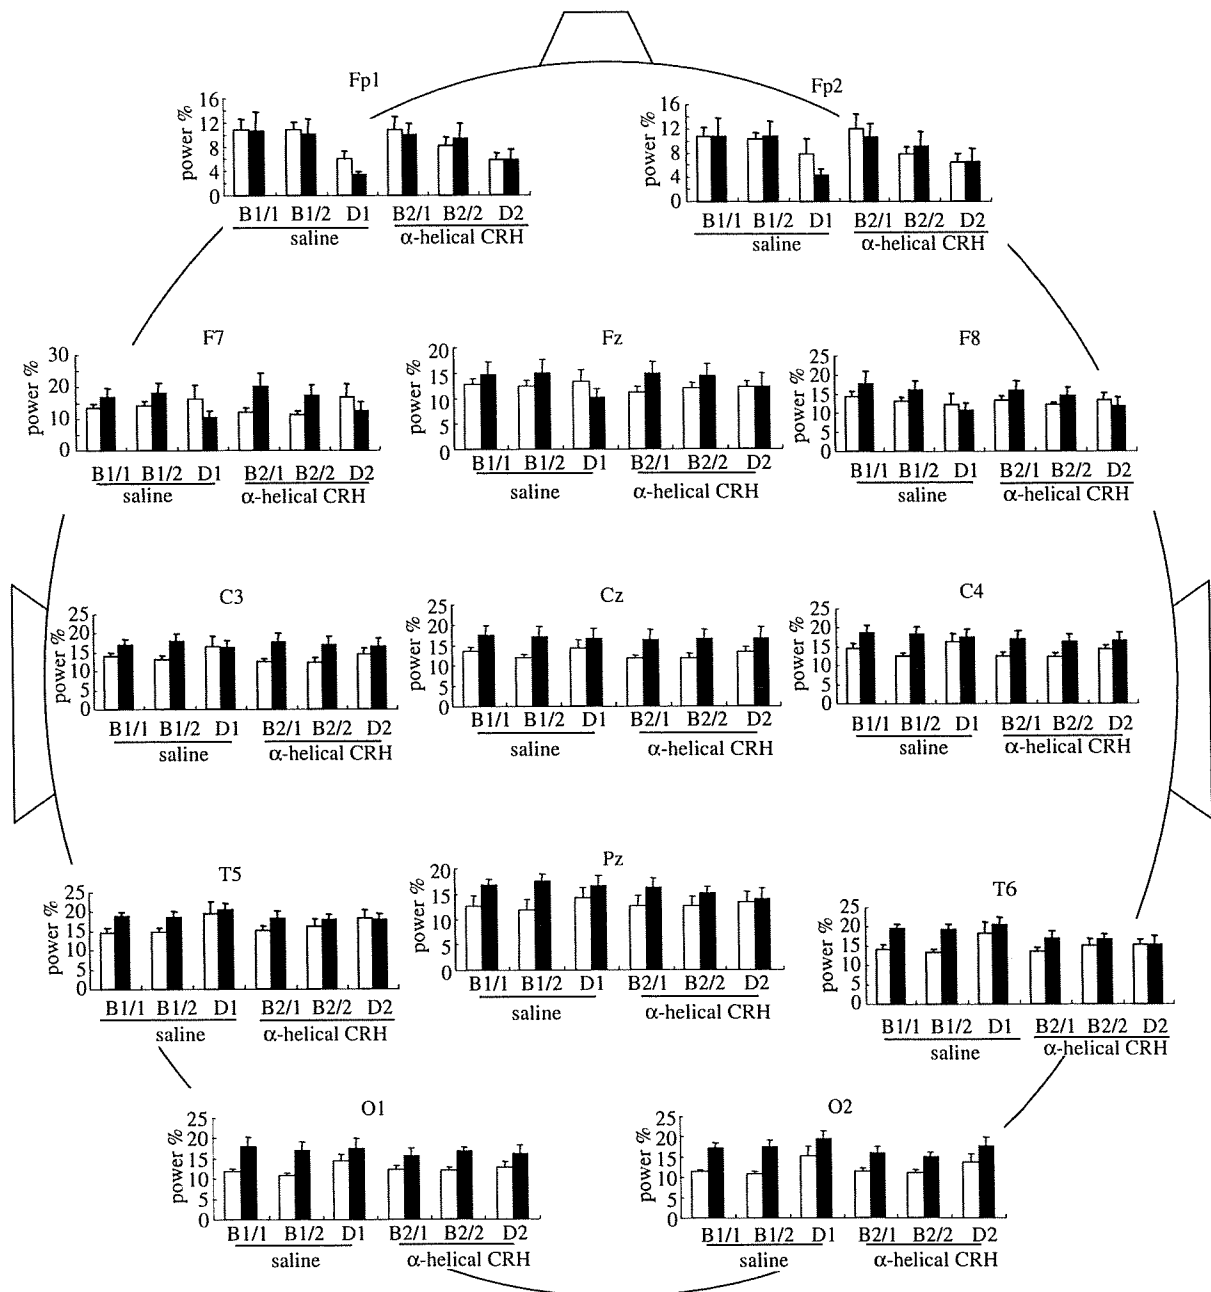 Fp1
power %
16
12
8
4
0
B1/1 B1/2 D1 B2/1 B2/2 D2
saline α-helical CRH
Fp2
power %
16
12
8
4
0
B1/1 B1/2 D1 B2/1 B2/2 D2
saline α-helical CRH
F7
power %
30
20
10
0
B1/1 B1/2 D1 B2/1 B2/2 D2
saline α-helical CRH
Fz
power %
20
15
10
5
0
B1/1 B1/2 D1 B2/1 B2/2 D2
saline α-helical CRH
F8
power %
25
20
15
10
5
0
B1/1 B1/2 D1 B2/1 B2/2 D2
saline α-helical CRH
C3
power %
25
20
15
10
5
0
B1/1 B1/2 D1 B2/1 B2/2 D2
saline α-helical CRH
Cz
power %
25
20
15
10
5
0
B1/1 B1/2 D1 B2/1 B2/2 D2
saline α-helical CRH
C4
power %
25
20
15
10
5
0
B1/1 B1/2 D1 B2/1 B2/2 D2
saline α-helical CRH
T5
power %
25
20
15
10
5
0
B1/1 B1/2 D1 B2/1 B2/2 D2
saline α-helical CRH
Pz
power %
20
15
10
5
0
B1/1 B1/2 D1 B2/1 B2/2 D2
saline α-helical CRH
T6
power %
25
20
15
10
5
0
B1/1 B1/2 D1 B2/1 B2/2 D2
saline α-helical CRH
O1
power %
25
20
15
10
5
0
B1/1 B1/2 D1 B2/1 B2/2 D2
saline α-helical CRH
O2
power %
25
20
15
10
5
0
B1/1 B1/2 D1 B2/1 B2/2 D2
saline α-helical CRH